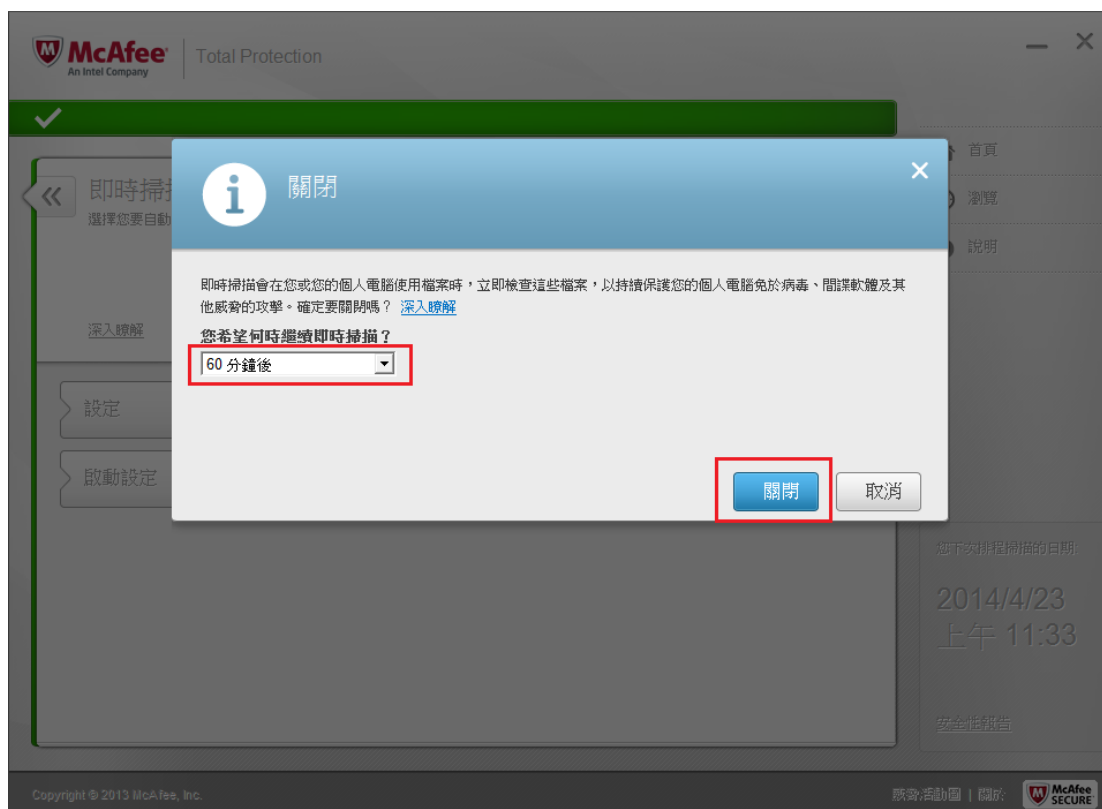 McAfee
An Intel Company
Total Protection
首頁
即時掃
關閉
瀏覽
選擇您要自動
說明
即時掃描會在您或您的個人電腦使用檔案時，立即檢查這些檔案，以持續保護您的個人電腦免於病毒、間諜軟體及其
他威脅的攻擊。確定要關閉嗎？ 深入瞭解
深入瞭解
您希望何時繼續即時掃描？
60 分鐘後
設定
啟動設定
關閉
取消
您下次排程掃描的日期:
2014/4/23
上午 11:33
安全性報告
Copyright © 2013 McAfee, Inc.
威脅活動圖 | 關於
McAfee
SECURE